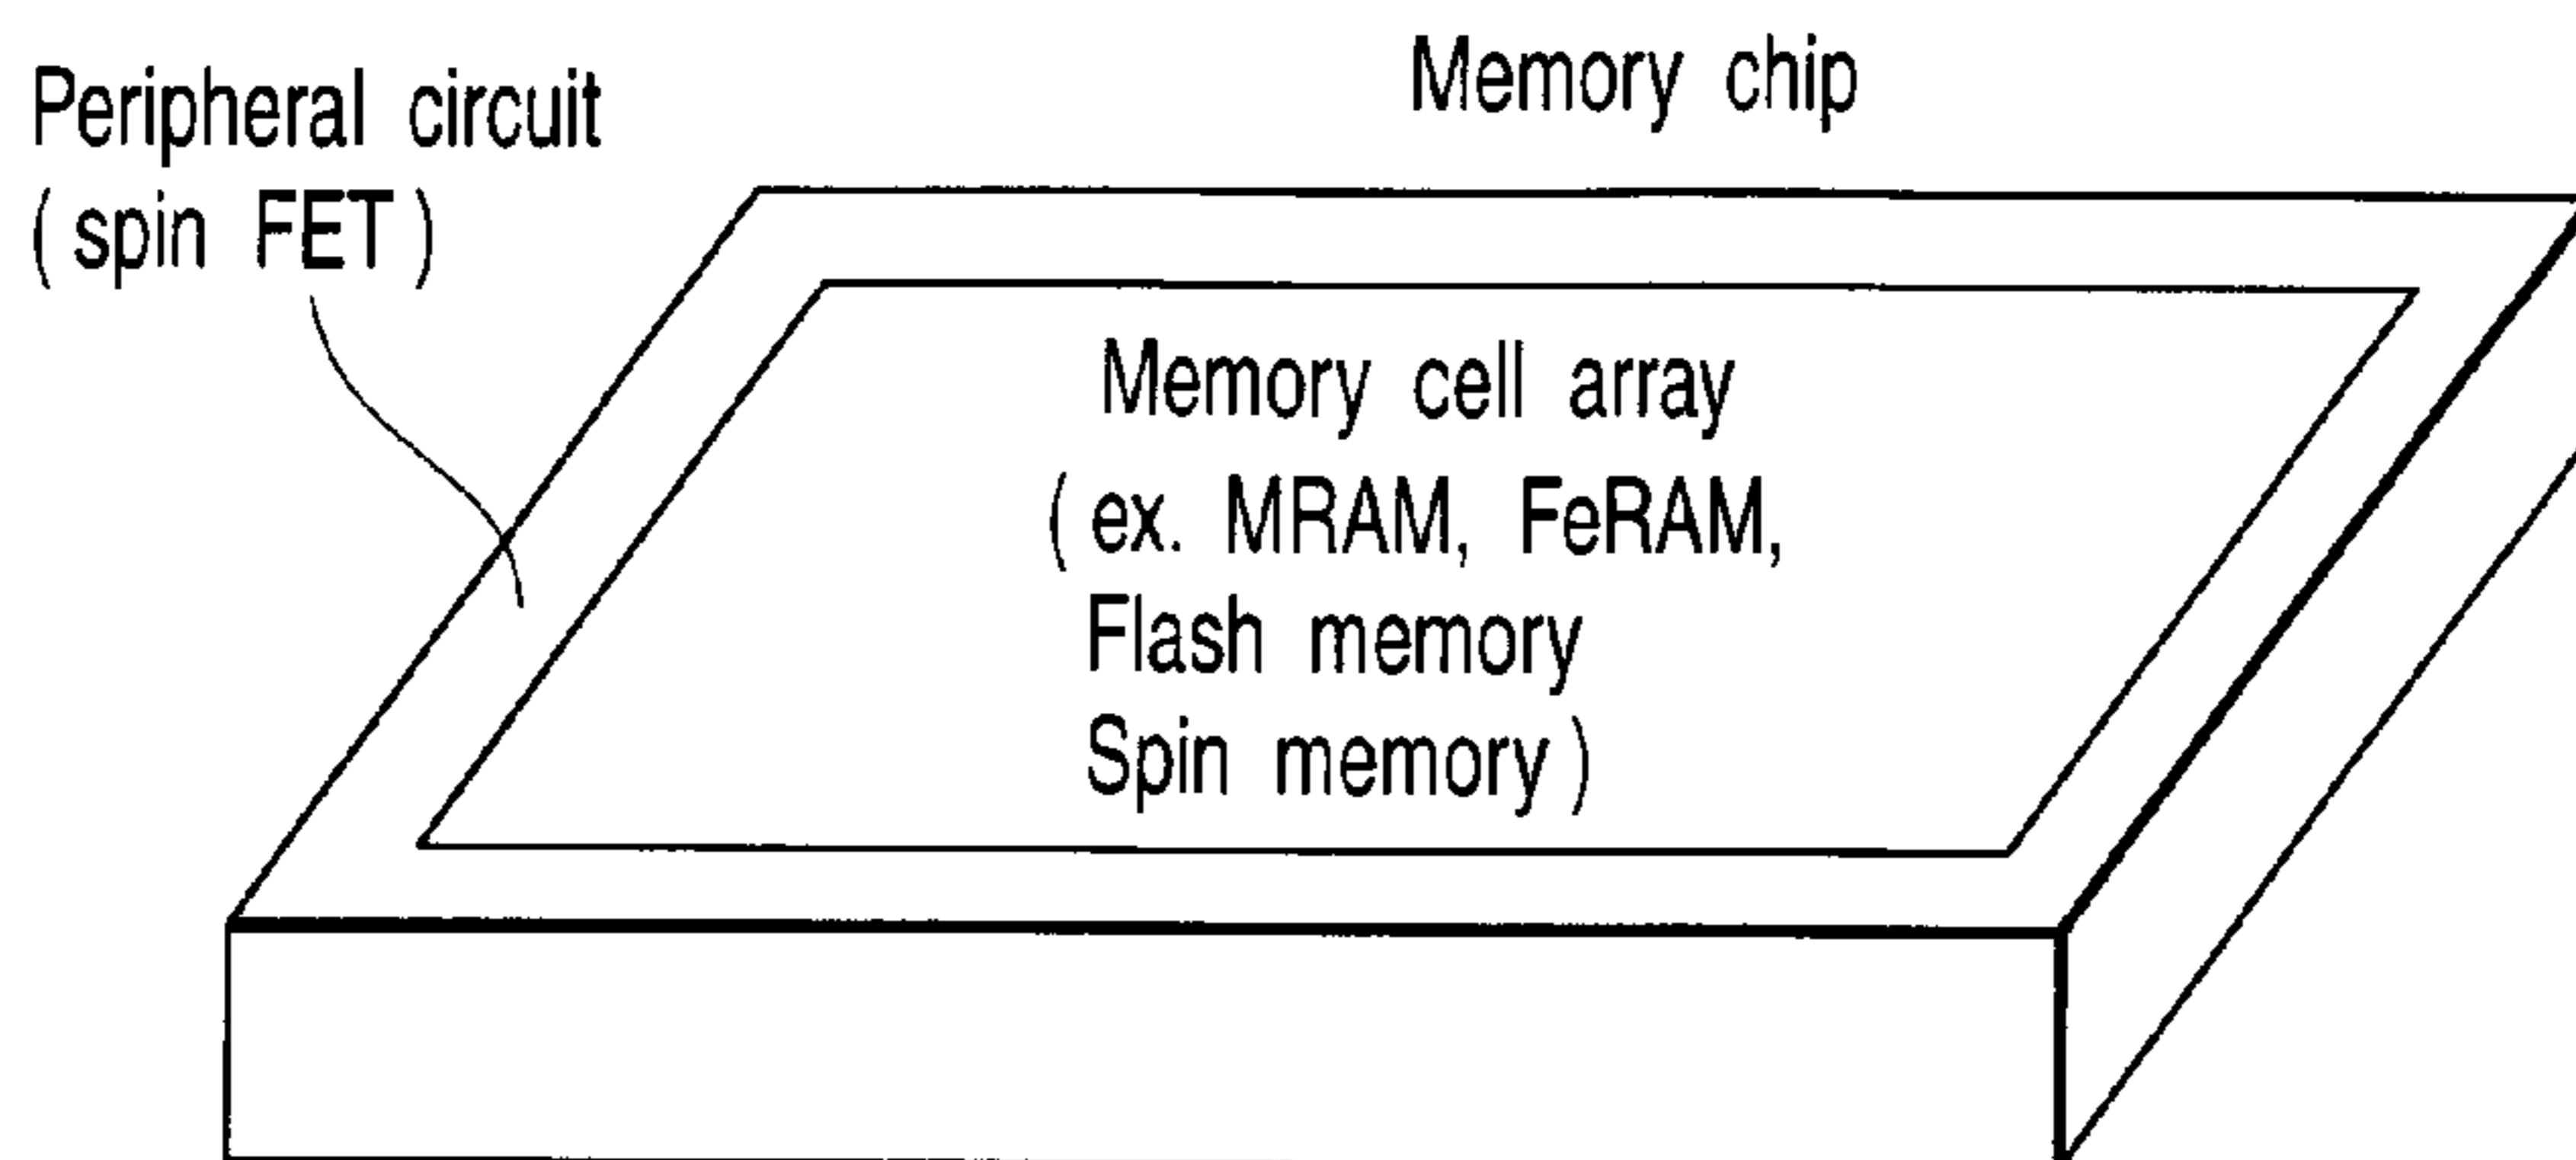 Memory chip
Peripheral circuit
(spin FET)
Memory cell array
(ex. MRAM, FeRAM,
Flash memory
Spin memory)